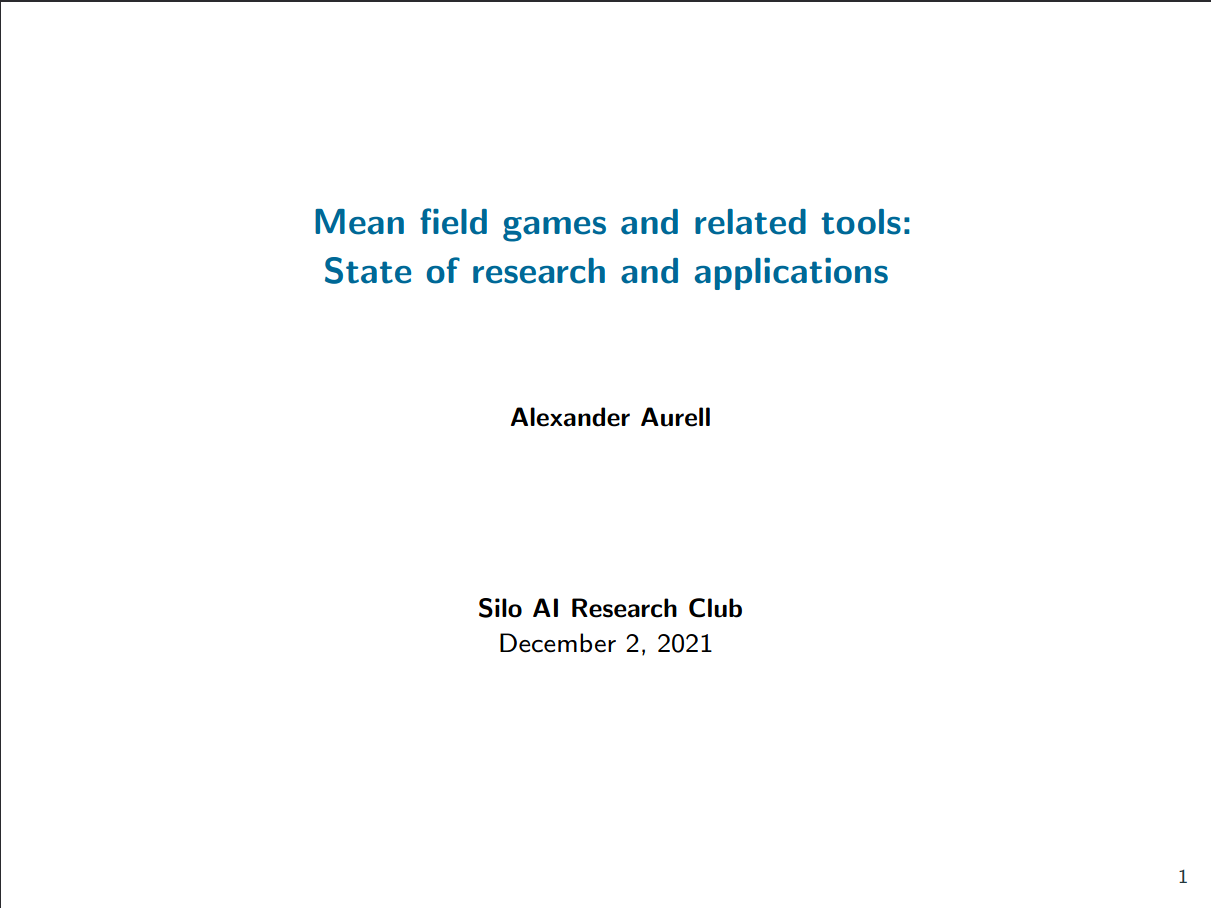 Mean field games and related tools:
State of research and applications
Alexander Aurell
Silo AI Research Club
December 2, 2021
1